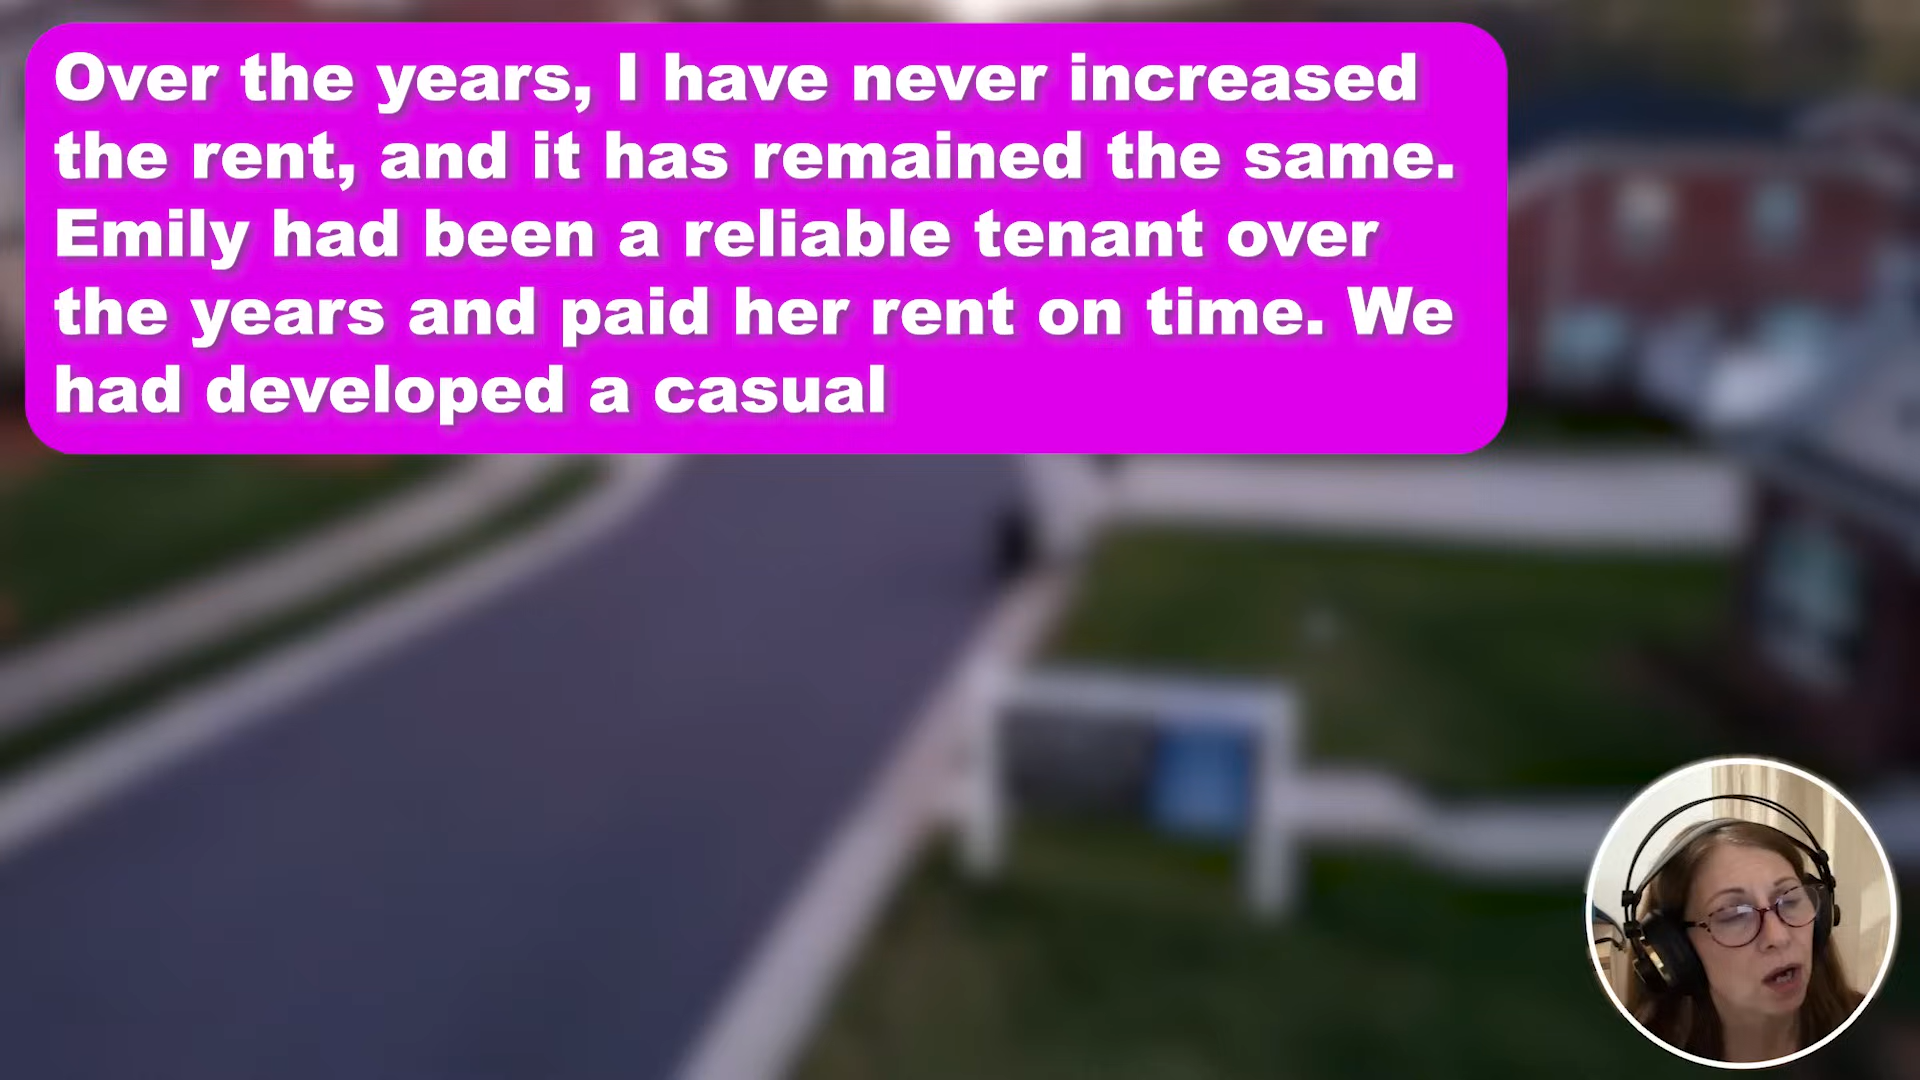 Over the years, I have never increased
the rent, and it has remained the same.
Emily had been a reliable tenant over
the years and paid her rent on time. We
had developed a casual